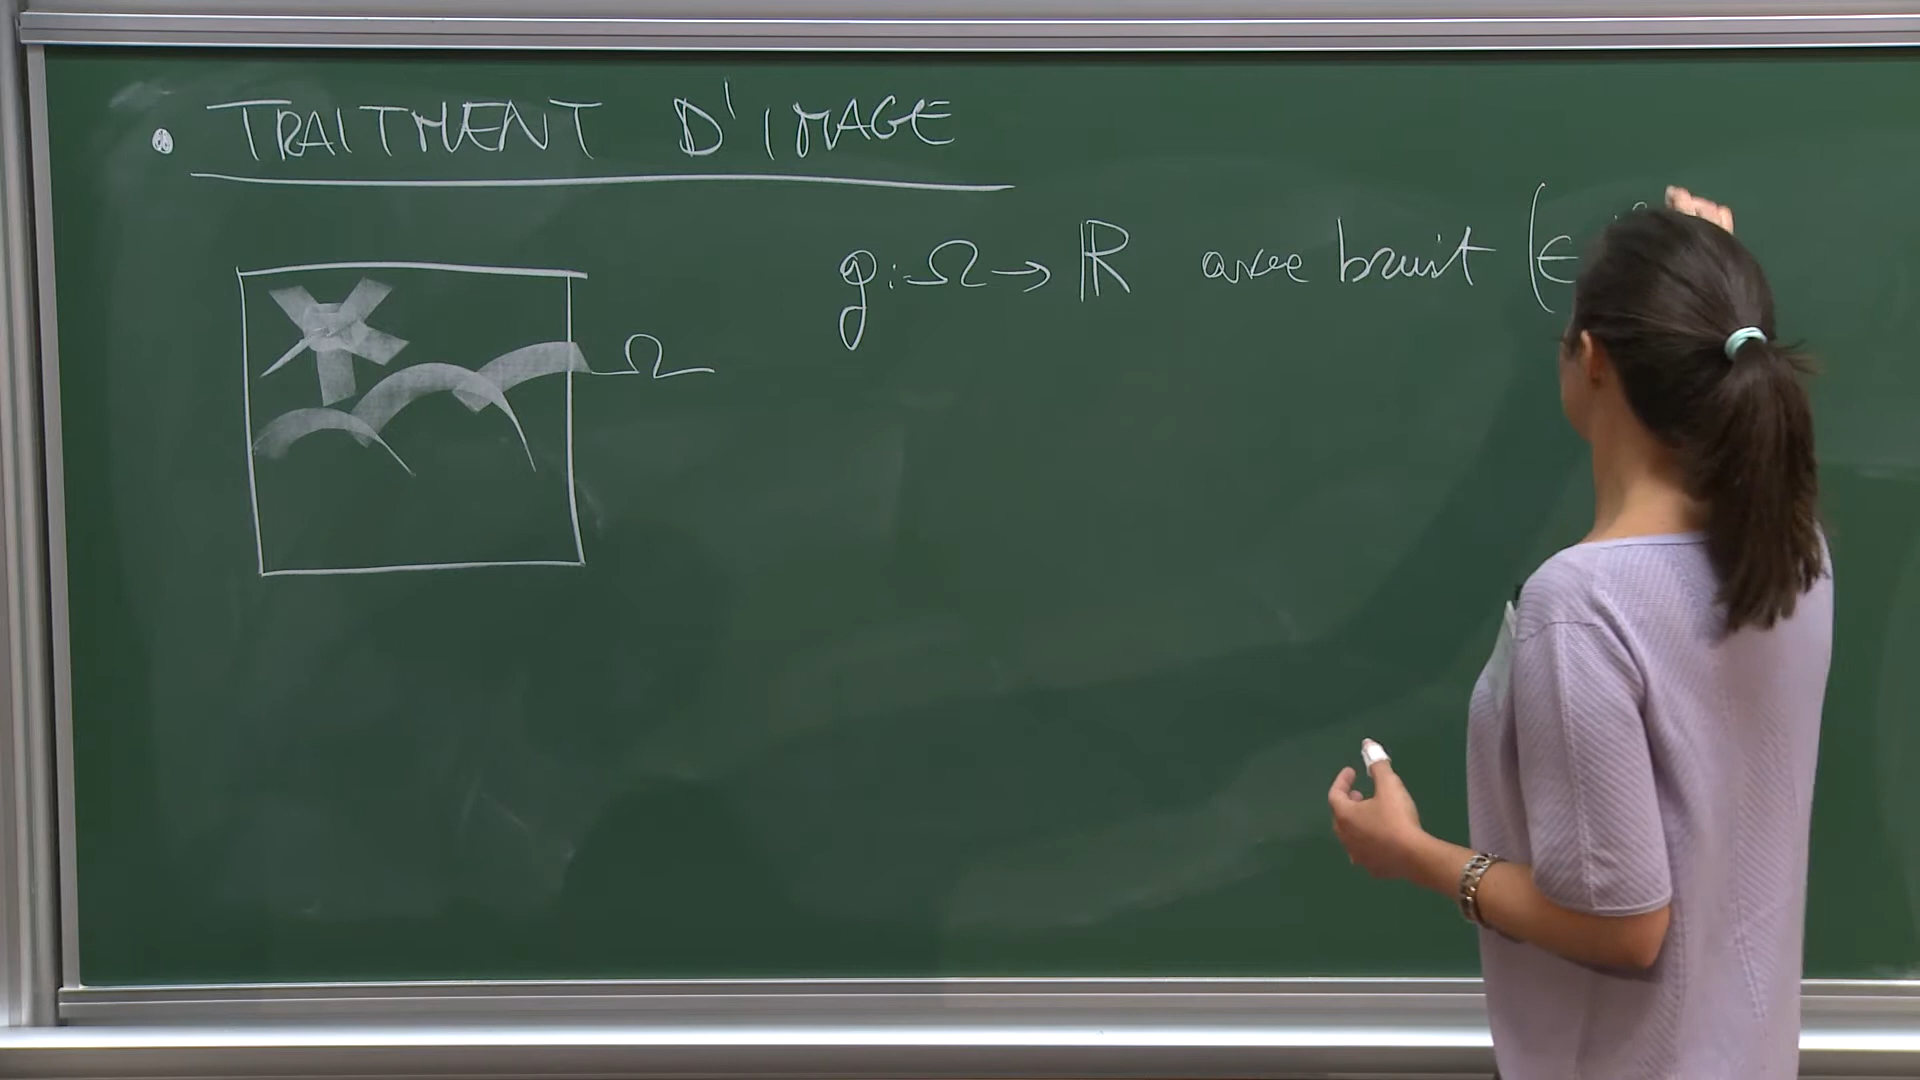 • TRAITMENT D'IMAGE
g: Ω → ℝ avec bruit (∈
Ω